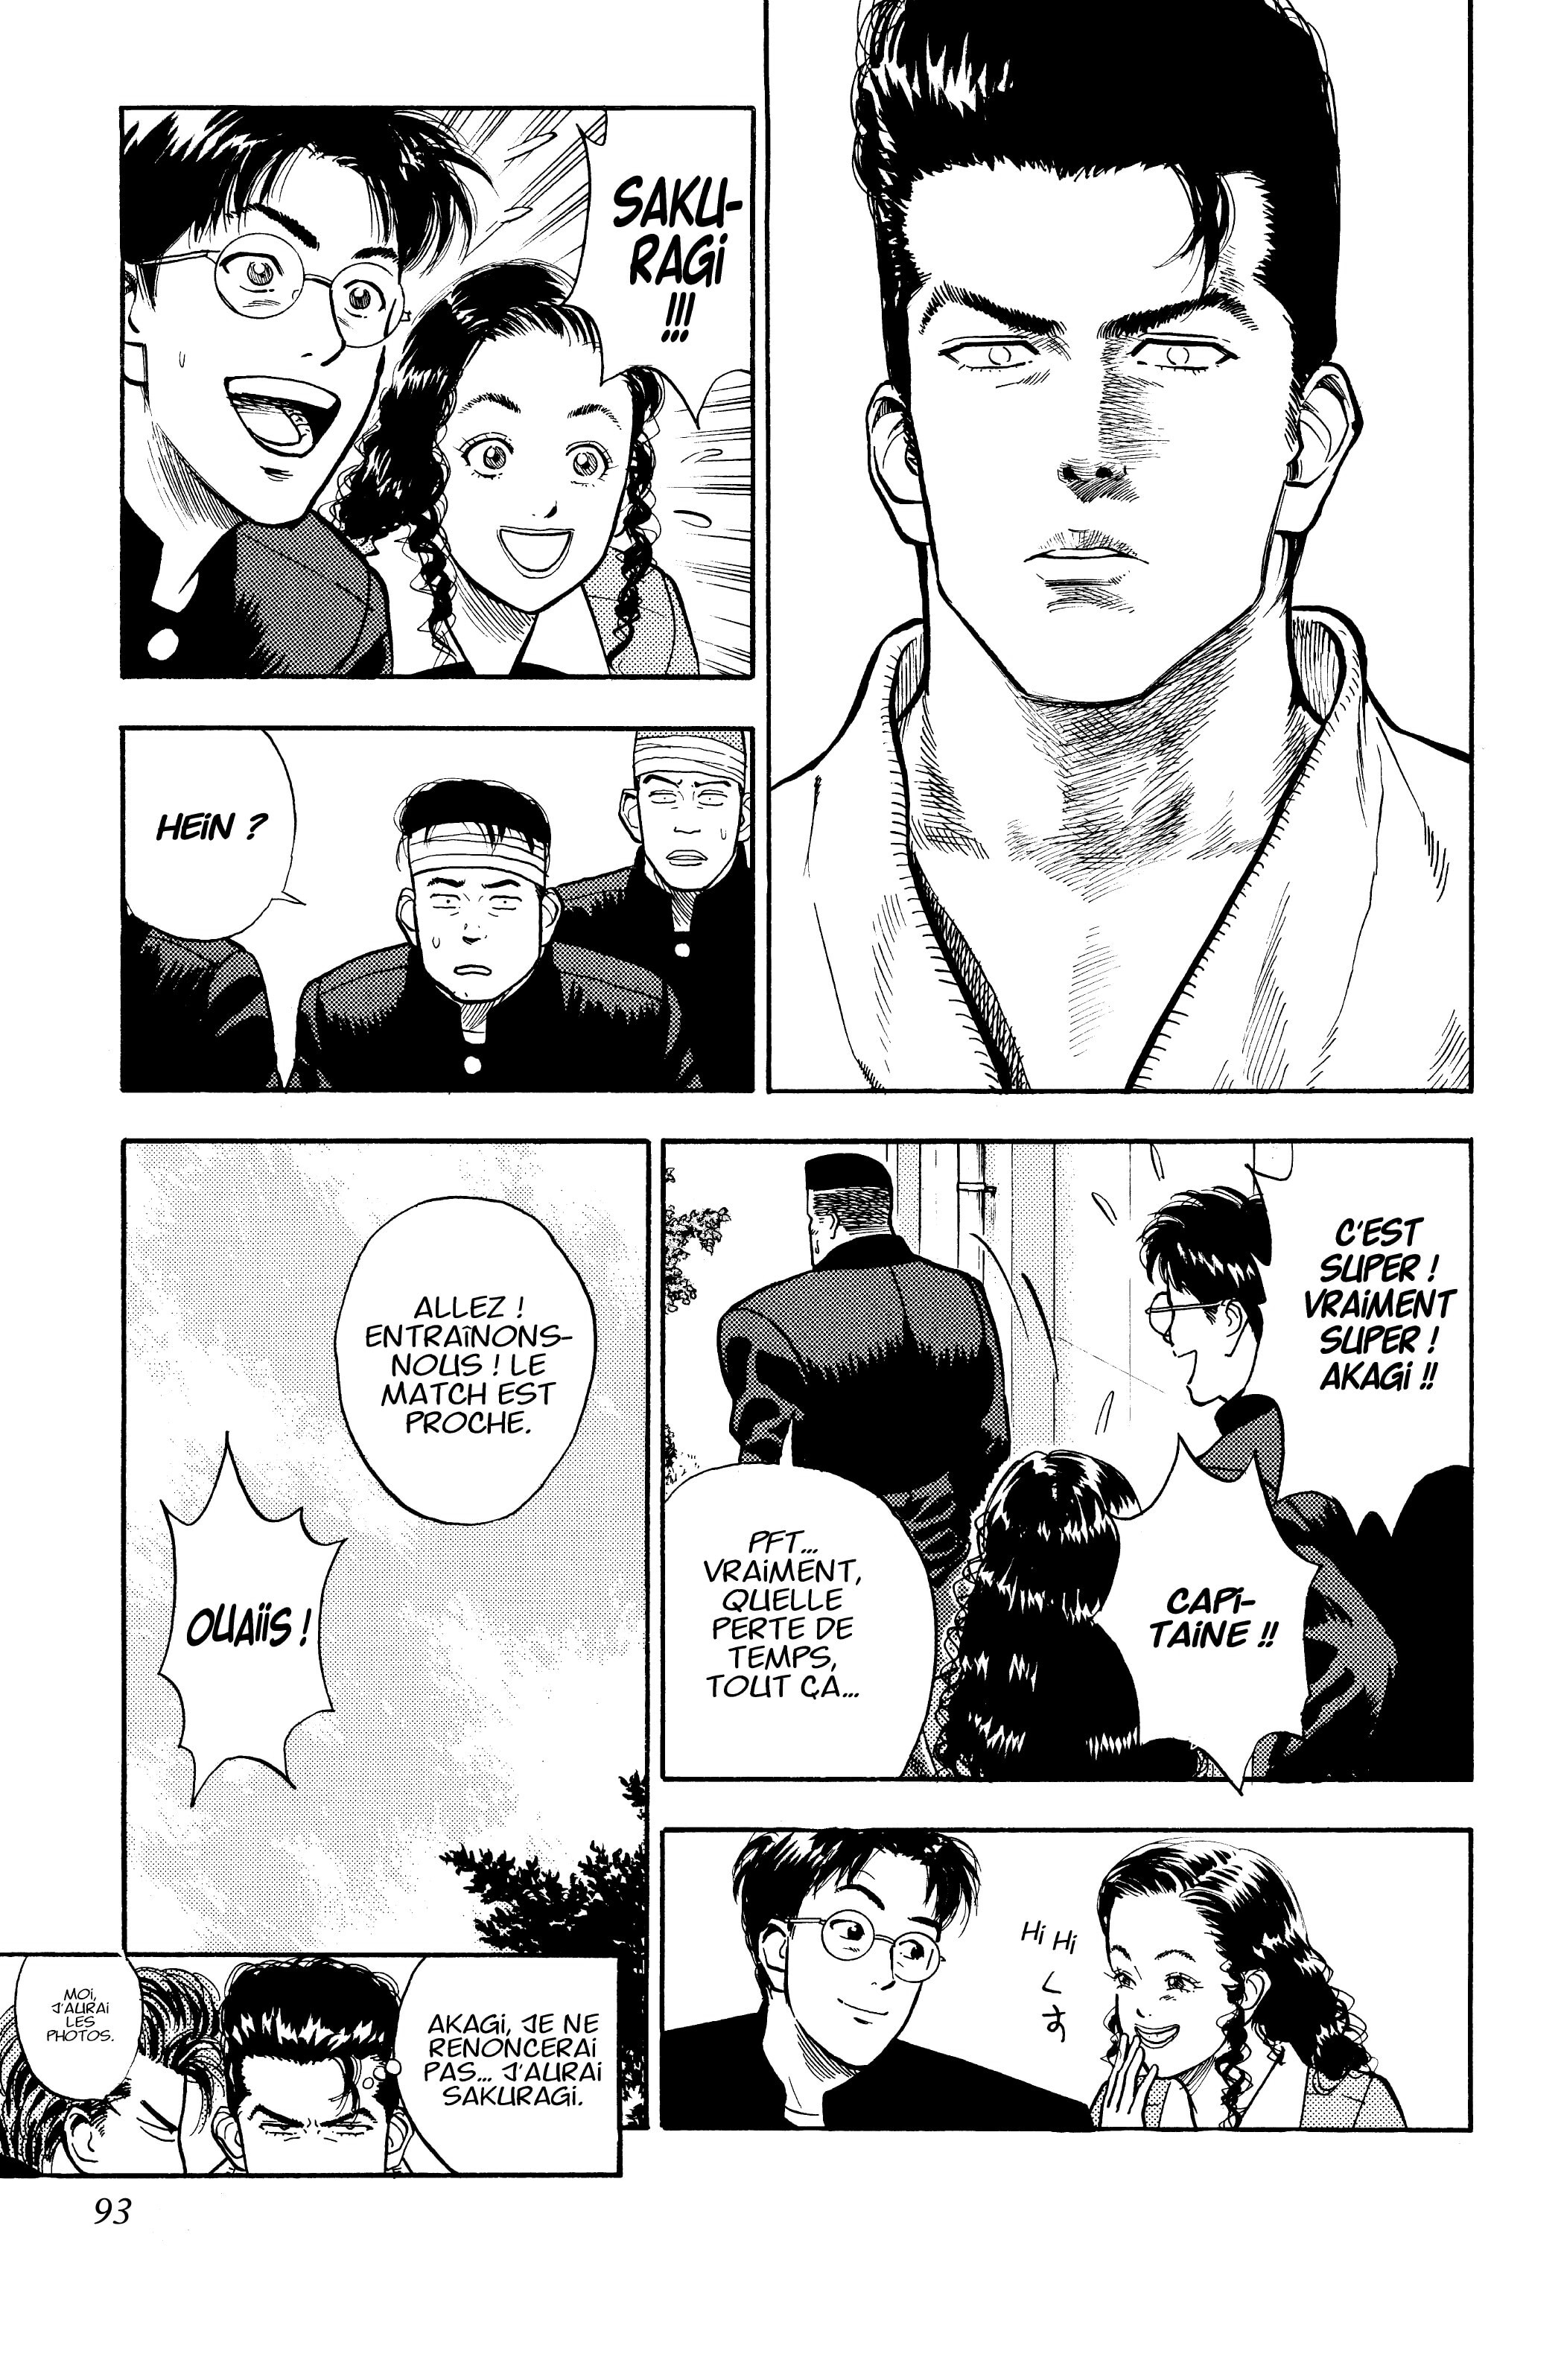 SAKU-
RAGI
!!!
HEIN ?
C'EST
SUPER !
VRAIMENT
SUPER !
AKAGI !!
CAPI-
TAINE !!
PFT...
VRAIMENT,
QUELLE
PERTE DE
TEMPS,
TOUT ÇA...
ALLEZ !
ENTRAÎNONS-
NOUS ! LE
MATCH EST
PROCHE.
OUAÏÏS !
HI HI
くす
AKAGI, JE NE
RENONCERAI
PAS... J'AURAI
SAKURAGI.
MOI,
J'AURAI
LES
PHOTOS.
93